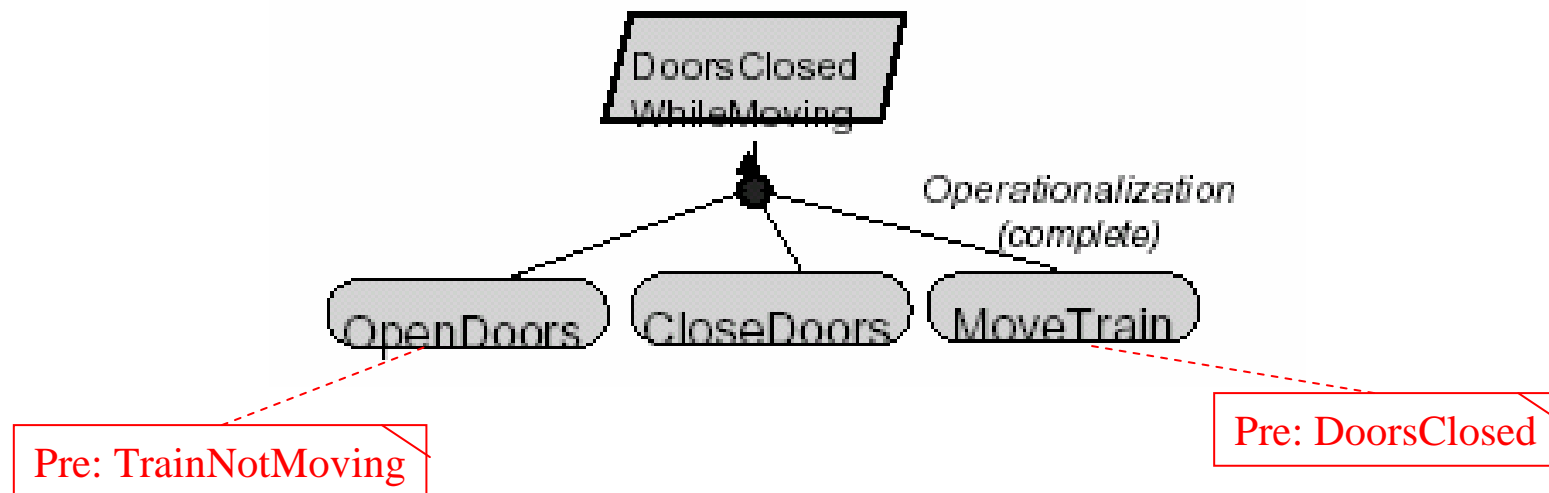 DoorsClosed
WhileMoving
Operationalization
(complete)
OpenDoors
CloseDoors
MoveTrain
Pre: TrainNotMoving
Pre: DoorsClosed